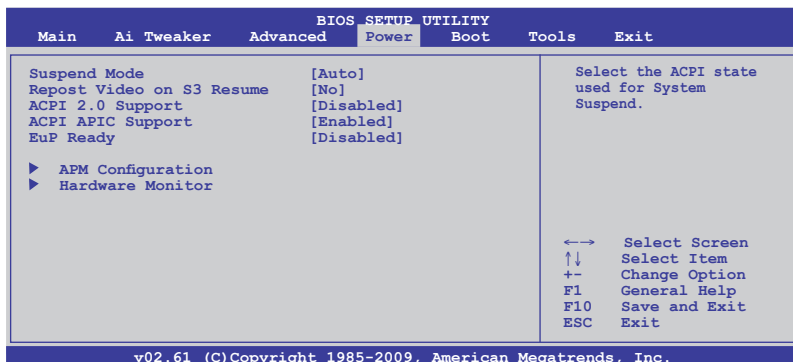 BIOS SETUP UTILITY
Main Ai Tweaker Advanced Power Boot Tools Exit
Suspend Mode [Auto]
Repost Video on S3 Resume [No]
ACPI 2.0 Support [Disabled]
ACPI APIC Support [Enabled]
EuP Ready [Disabled]
APM Configuration
Hardware Monitor
Select the ACPI state
used for System
Suspend.
←→ Select Screen
↑↓ Select Item
+- Change Option
F1 General Help
F10 Save and Exit
ESC Exit
v02.61 (C)Copyright 1985-2009, American Megatrends, Inc.